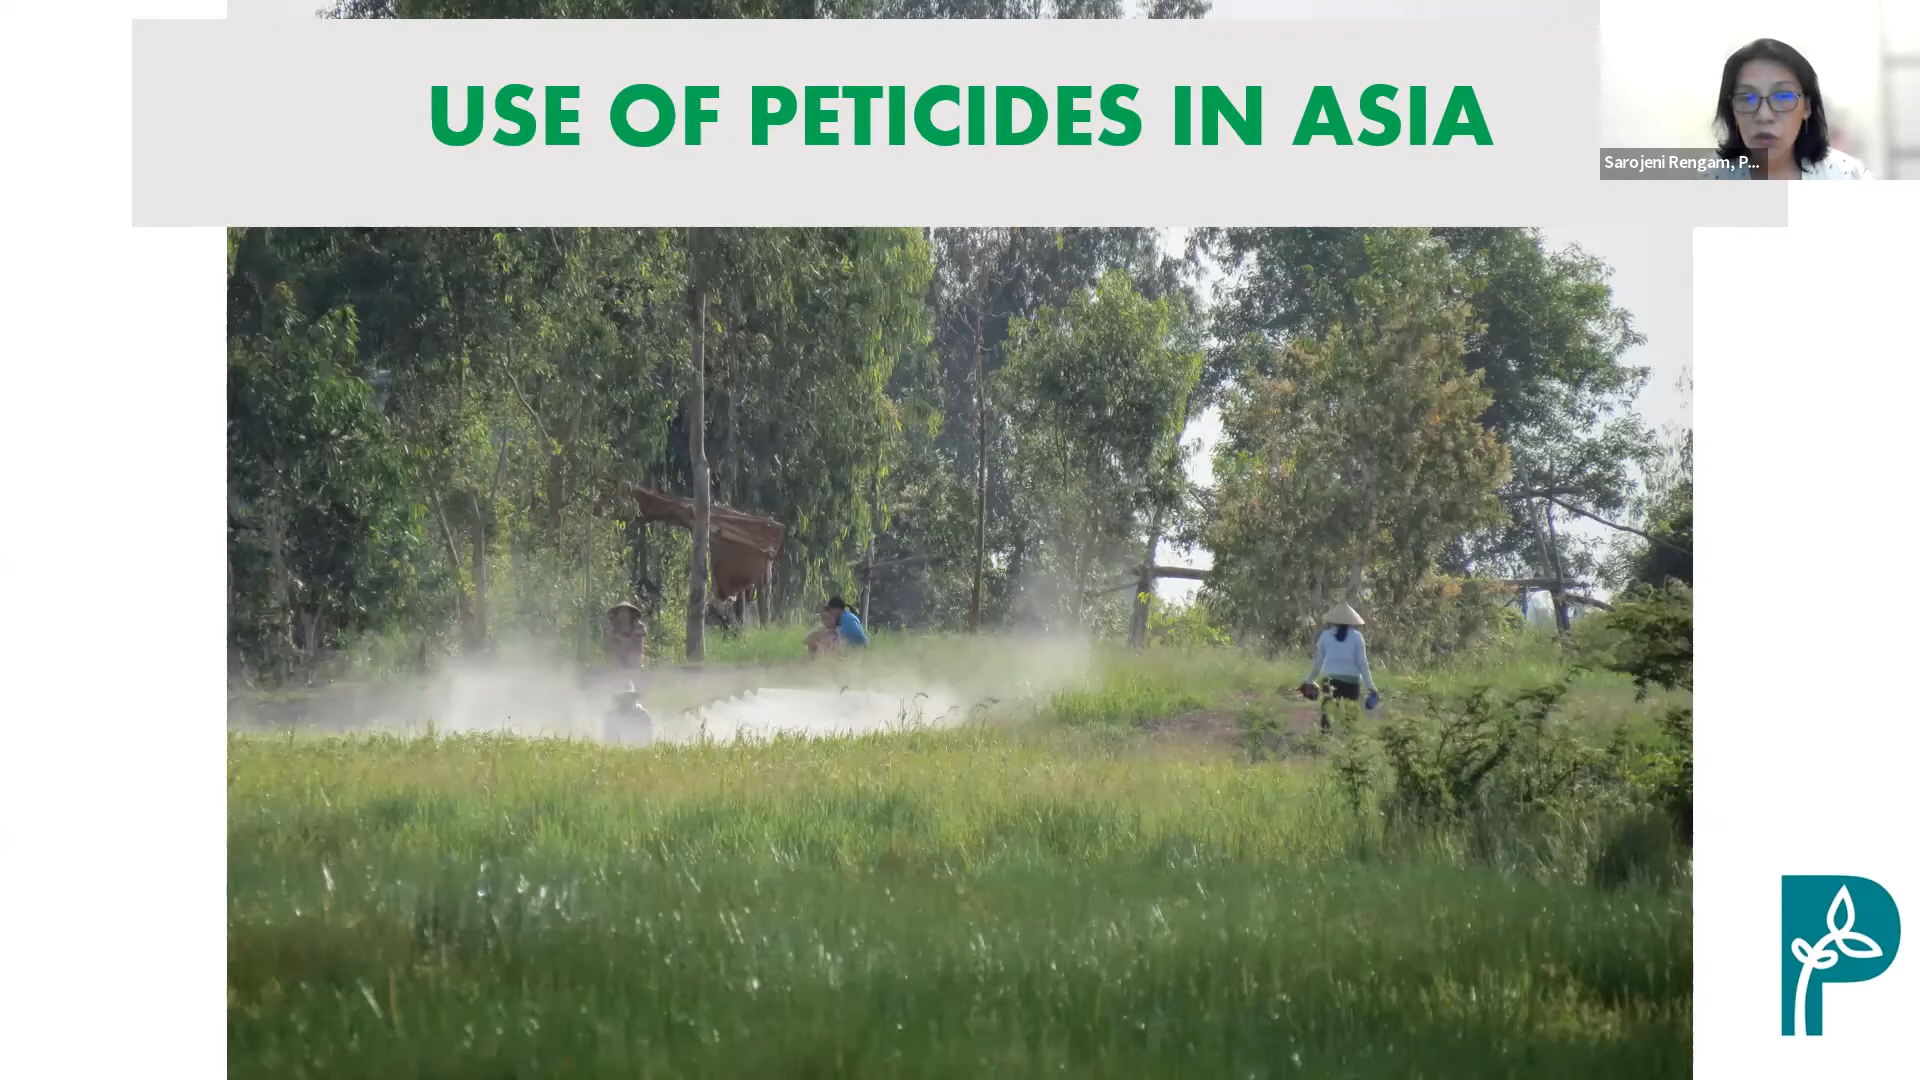 USE OF PETICIDES IN ASIA
Sarojeni Rengam, P...